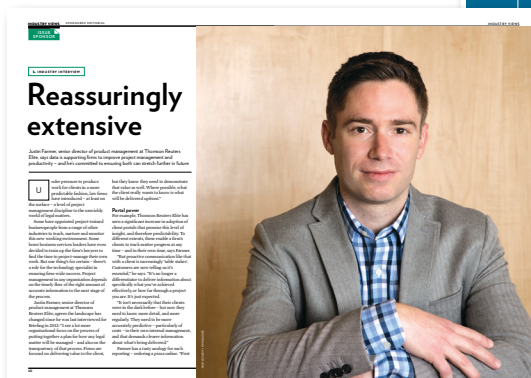 INDUSTRY VIEWS SPONSORED EDITORIAL
INDUSTRY VIEWS
ISSUE
SPONSOR
INDUSTRY INTERVIEW
Reassuringly
extensive
Justin Farmer, senior director of product management at Thomson Reuters
Elite, says data is supporting firms to improve project management and
productivity – and he's committed to ensuring both can stretch further in future
Under pressure to produce
work for clients in a more
predictable fashion, law firms
have introduced – at least on
the surface – a level of project
management discipline to the unwieldy
world of legal matters.
Some have appointed project-trained
businesspeople from a range of other
industries to teach, nurture and monitor
this new working environment. Some
home business services leaders have even
decided to train up the firm's lawyers to
find the time to project-manage their own
work. But one thing's for certain – there's
a role for the technology specialist in
ensuring firm-wide success. Project
management in any organisation depends
on the timely flow of the right amount of
accurate information to the next stage of
the process.
Justin Farmer, senior director of
product management at Thomson
Reuters Elite, agrees the landscape has
changed since he was last interviewed for
Briefing in 2013: "I see a lot more
organisational focus on the process of
putting together a plan for how any legal
matter will be managed – and also on the
transparency of that process. Firms are
focused on delivering value to the client,
but they know they need to demonstrate
that value as well. Where possible, what
the client really wants to know is what
will be delivered upfront."
Portal power
For example, Thomson Reuters Elite has
seen a significant increase in adoption of
client portals that promise this level of
insight, and therefore predictability. To
different extents, these enable a firm's
clients to track matter progress at any
time – and in their own time, says Farmer.
"But proactive communication like that
with a client is increasingly 'table stakes'.
Customers are now telling us it's
essential," he says. "It's no longer a
differentiator to deliver information about
specifically what you've achieved
effectively, or how far through a project
you are. It's just expected.
"It isn't necessarily that their clients
were in the dark before – but now they
need to know more detail, and more
regularly. They need to be more
accurately predictive – particularly of
costs – in their own internal management,
and that demands clearer information
about what's being delivered."
Farmer has a tasty analogy for such
reporting – ordering a pizza online. "First